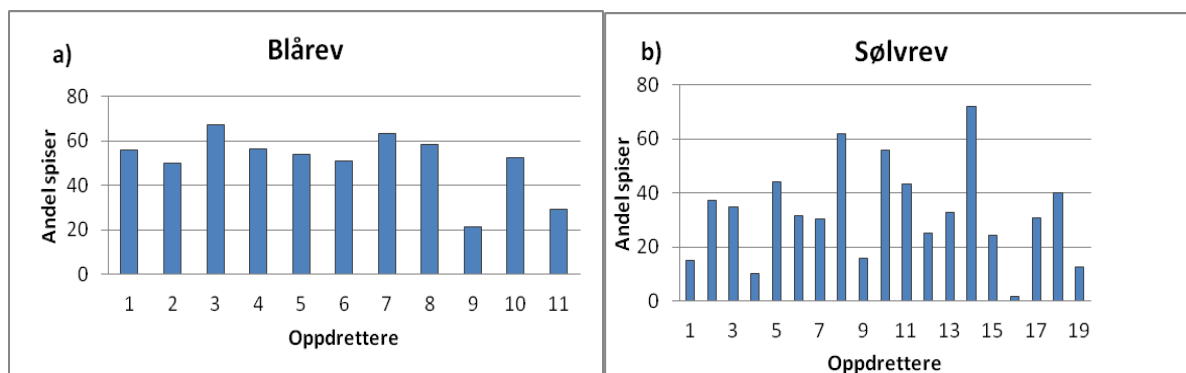 a)
Blårev
80
60
40
20
0
Andel spiser
1 2 3 4 5 6 7 8 9 10 11
Oppdrettere
b)
Sølvrev
80
60
40
20
0
Andel spiser
1 3 5 7 9 11 13 15 17 19
Oppdrettere